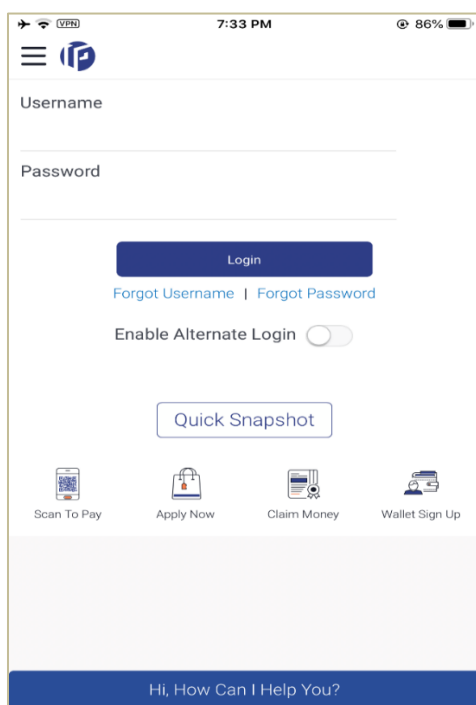 VPN 7:33 PM 86%
Username
Password
Login
Forgot Username | Forgot Password
Enable Alternate Login
Quick Snapshot
Scan To Pay Apply Now Claim Money Wallet Sign Up
Hi, How Can I Help You?